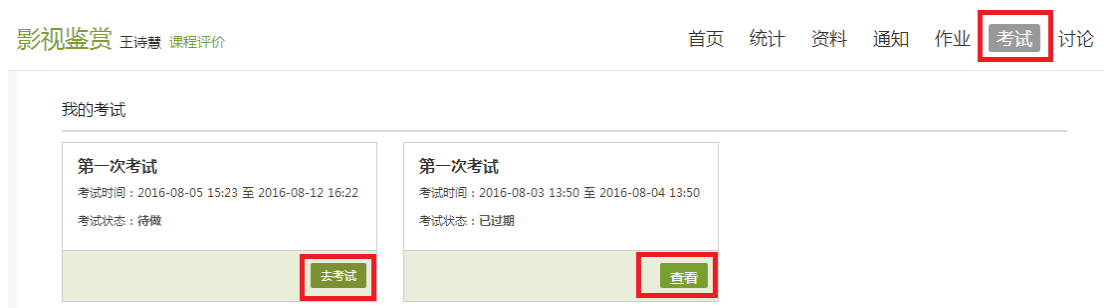 影视鉴赏 王诗慧 课程评价 首页 统计 资料 通知 作业 考试 讨论
我的考试
第一次考试
考试时间：2016-08-05 15:23 至 2016-08-12 16:22
考试状态：待做
去考试
第一次考试
考试时间：2016-08-03 13:50 至 2016-08-04 13:50
考试状态：已过期
查看